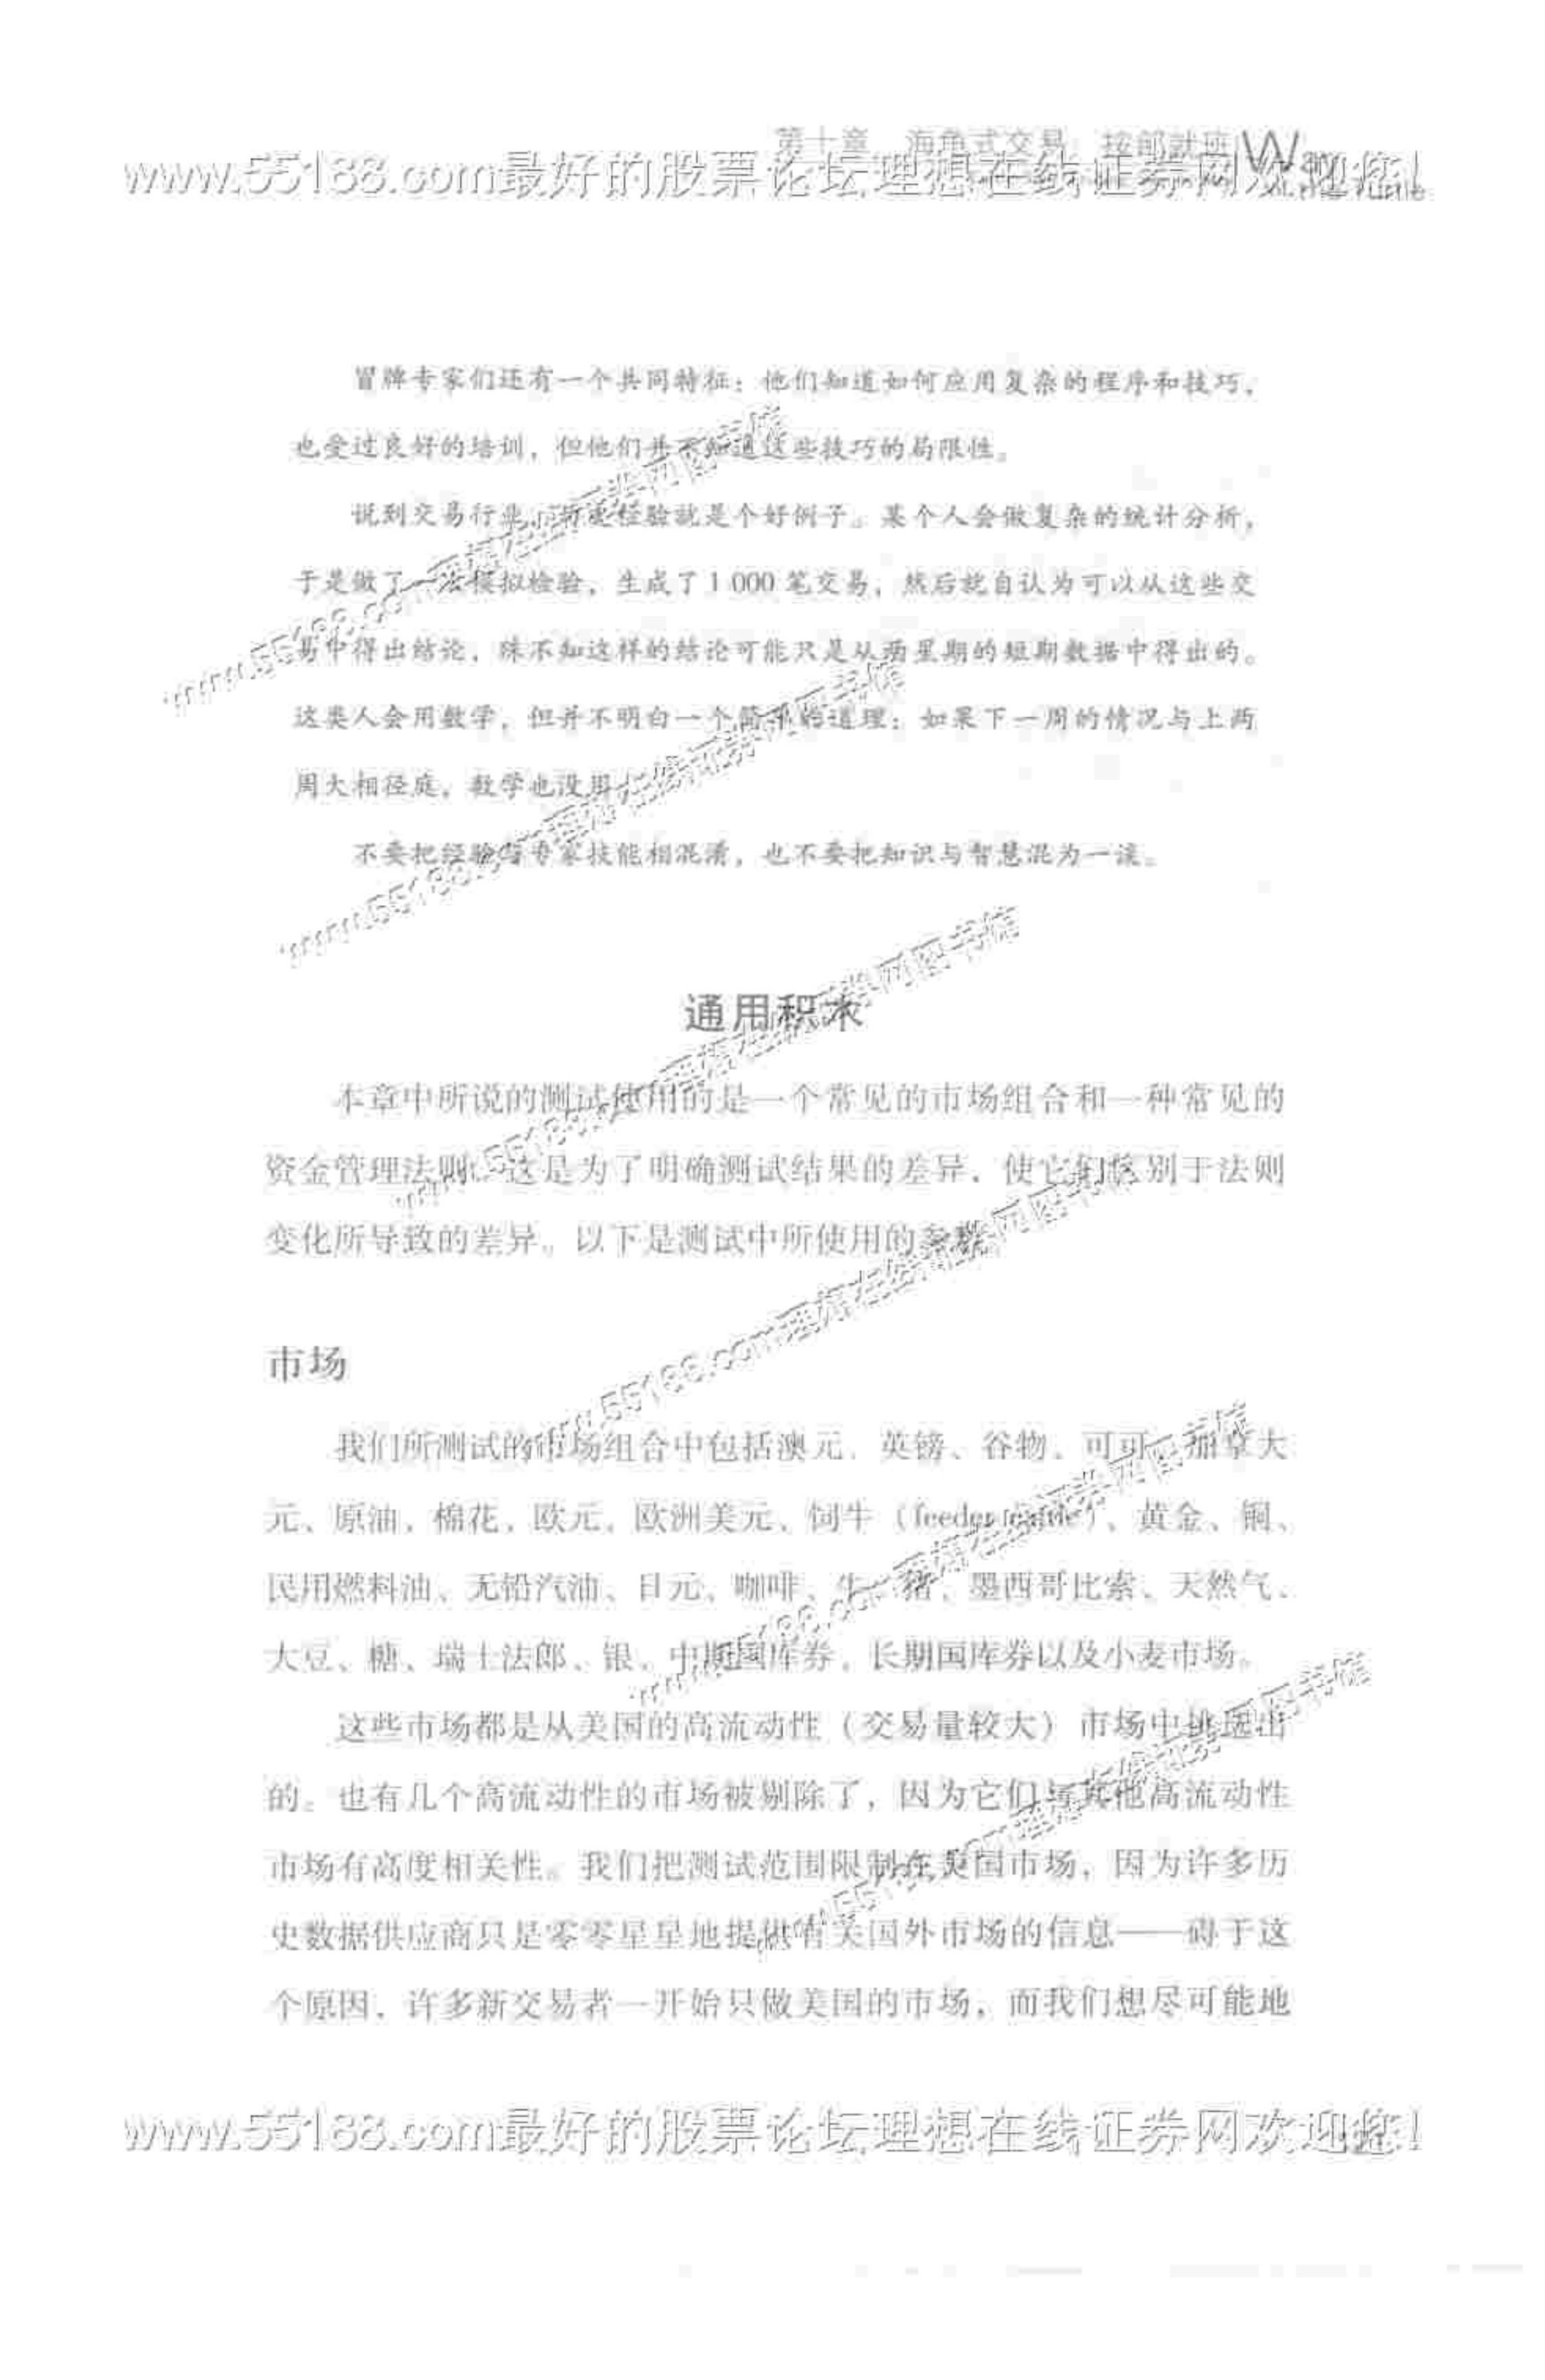 第十章 海龟式交易：按部就班
www.55188.com最好的股票论坛理想在线证券网欢迎您！
冒牌专家们还有一个共同特征：他们知道如何应用复杂的程序和技巧，
也受过良好的培训，但他们并不知道这些技巧的局限性。
说到交易行业，历史检验就是个好例子。某个人会做复杂的统计分析，
于是做了一次模拟检验，生成了1 000笔交易，然后就自认为可以从这些交
易中得出结论，殊不知这样的结论可能只是从两星期的短期数据中得出的。
这类人会用数学，但并不明白一个简单的道理：如果下一周的情况与上两
周大相径庭，数学也没用。
不要把经验与专家技能相混淆，也不要把知识与智慧混为一谈。
通用积木
本章中所说的测试使用的是一个常见的市场组合和一种常见的
资金管理法则。这是为了明确测试结果的差异，使它们区别于法则
变化所导致的差异。以下是测试中所使用的参数。
市场
我们所测试的市场组合中包括澳元、英镑、谷物、可可、加拿大
元、原油、棉花、欧元、欧洲美元、饲牛（feeder cattle）、黄金、铜、
民用燃料油、无铅汽油、日元、咖啡、牛、猪、墨西哥比索、天然气、
大豆、糖、瑞士法郎、银、中期国库券、长期国库券以及小麦市场。
这些市场都是从美国的高流动性（交易量较大）市场中挑选出
的。也有几个高流动性的市场被剔除了，因为它们与其他高流动性
市场有高度相关性。我们把测试范围限制在美国市场，因为许多历
史数据供应商只是零零星星地提供有关国外市场的信息——碍于这
个原因，许多新交易者一开始只做美国的市场，而我们想尽可能地
www.55188.com最好的股票论坛理想在线证券网欢迎您！